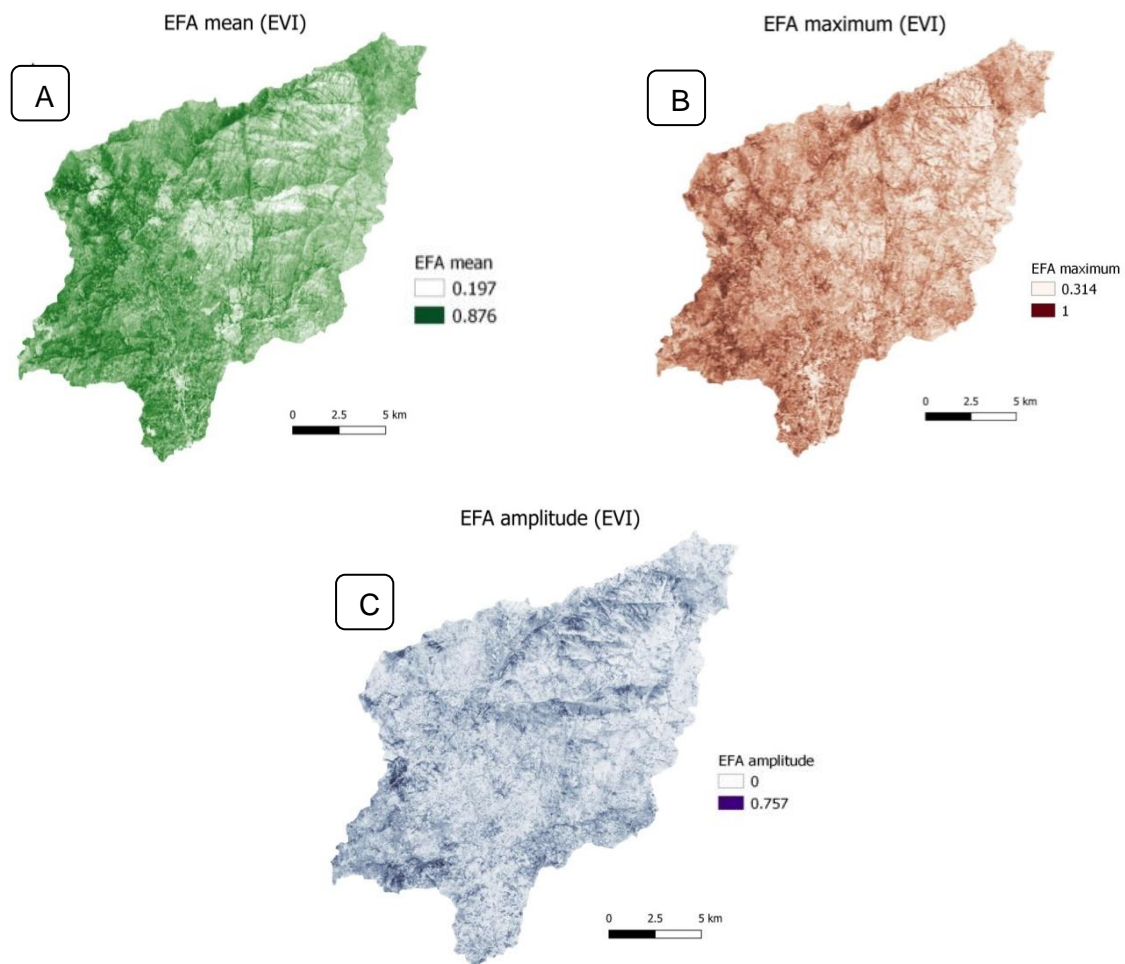 EFA mean (EVI)
A
EFA mean
0.197
0.876
0 2.5 5 km
EFA maximum (EVI)
B
EFA maximum
0.314
1
0 2.5 5 km
EFA amplitude (EVI)
C
EFA amplitude
0
0.757
0 2.5 5 km